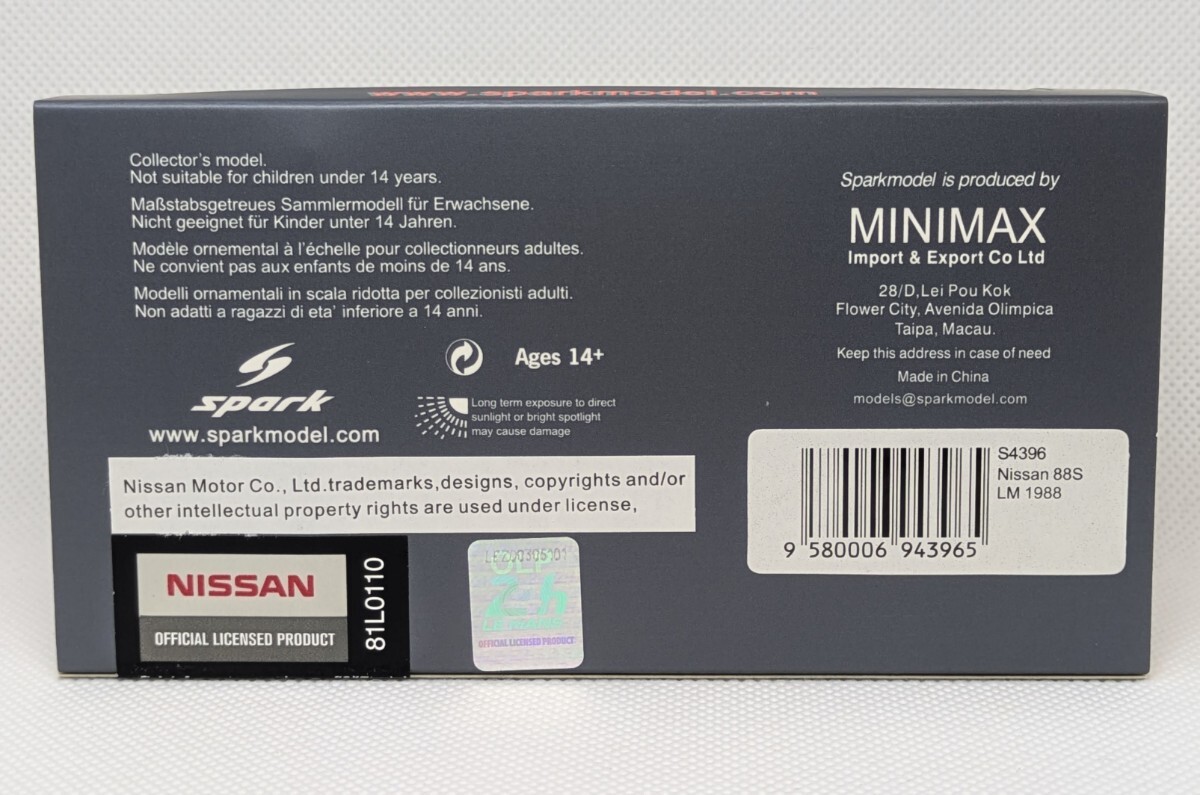 www.sparkmodel.com
Collector's model.
Not suitable for children under 14 years.
Maßstabsgetreues Sammlermodell für Erwachsene.
Nicht geeignet für Kinder unter 14 Jahren.
Modèle ornemental à l'échelle pour collectionneurs adultes.
Ne convient pas aux enfants de moins de 14 ans.
Modelli ornamentali in scala ridotta per collezionisti adulti.
Non adatti a ragazzi di eta' inferiore a 14 anni.
spark
www.sparkmodel.com
Ages 14+
Long term exposure to direct
sunlight or bright spotlight
may cause damage
Nissan Motor Co., Ltd.trademarks,designs, copyrights and/or
other intellectual property rights are used under license,
NISSAN
OFFICIAL LICENSED PRODUCT
81L0110
24h
LE MANS
OFFICIAL LICENSED PRODUCT
Sparkmodel is produced by
MINIMAX
Import & Export Co Ltd
28/D,Lei Pou Kok
Flower City, Avenida Olimpica
Taipa, Macau.
Keep this address in case of need
Made in China
models@sparkmodel.com
S4396
Nissan 88S
LM 1988
9 580006 943965